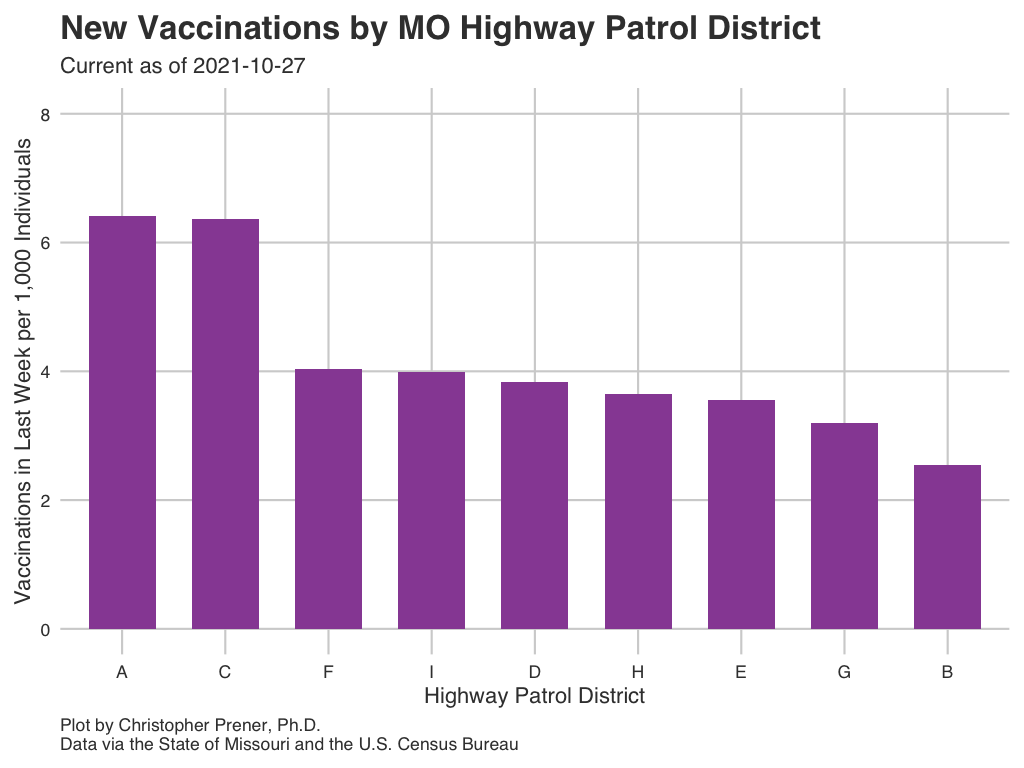 New Vaccinations by MO Highway Patrol District
Current as of 2021-10-27
Vaccinations in Last Week per 1,000 Individuals
8
6
4
2
0
A C F I D H E G B
Highway Patrol District
Plot by Christopher Prener, Ph.D.
Data via the State of Missouri and the U.S. Census Bureau